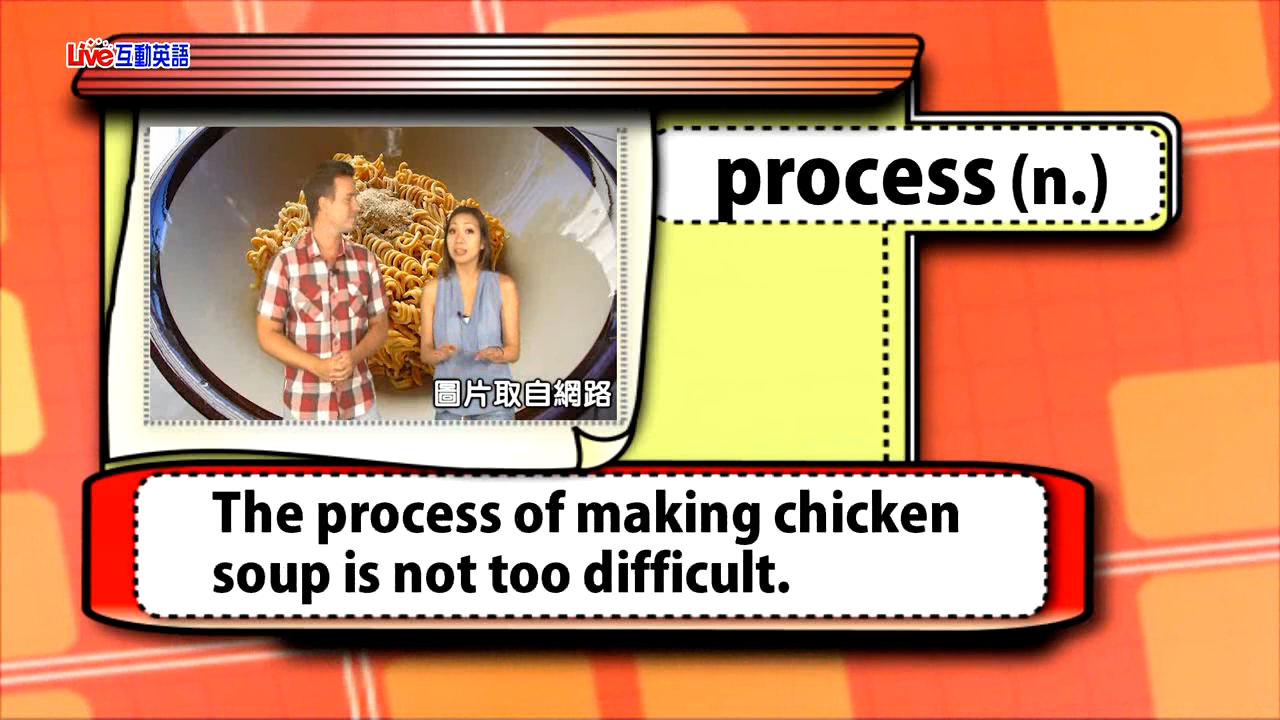 Live互動英語
process (n.)
圖片取自網路
The process of making chicken
soup is not too difficult.